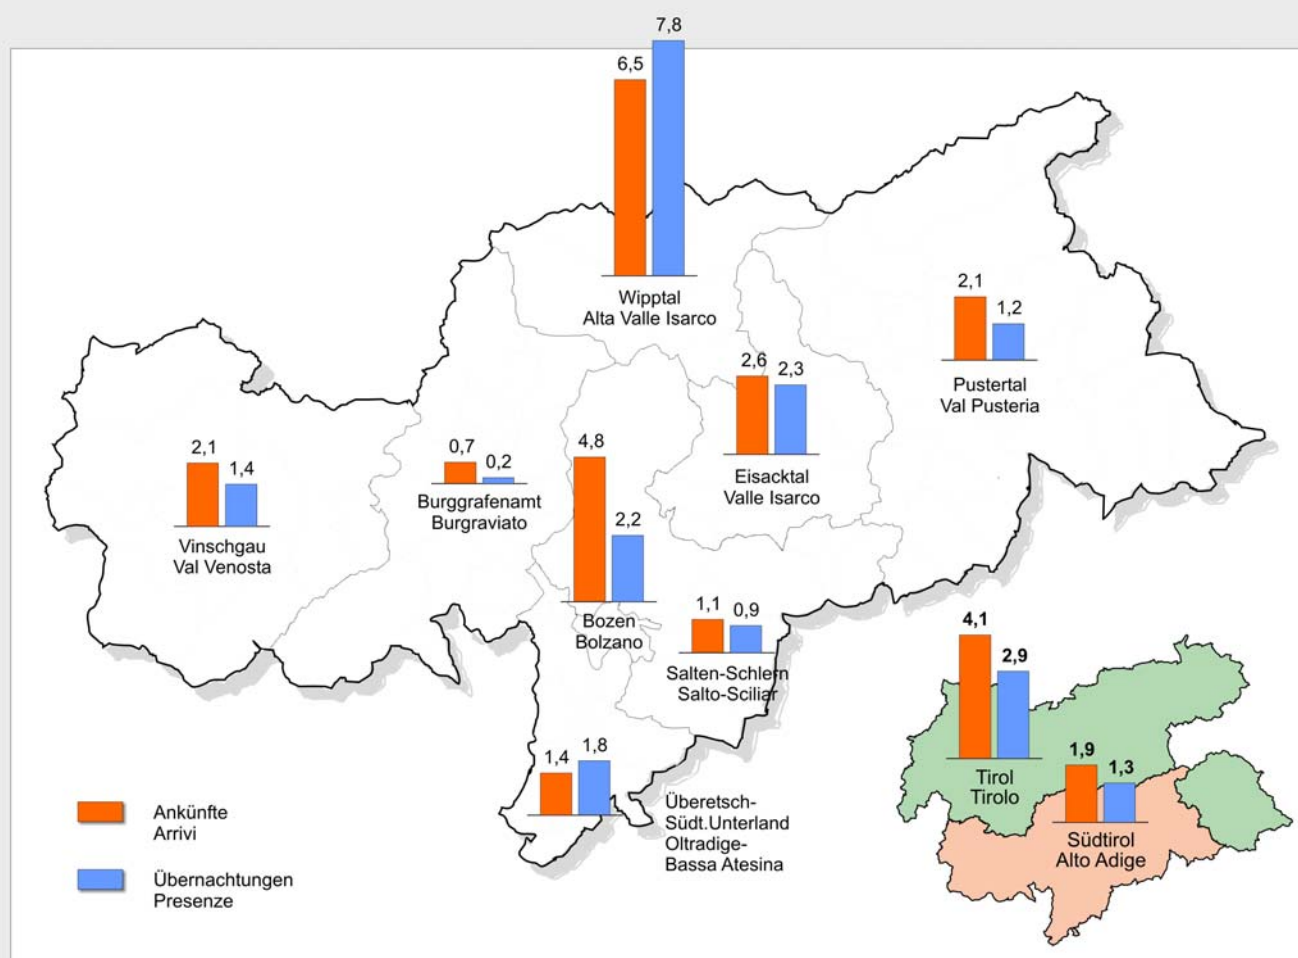 7,8
6,5
Wipptal
Alta Valle Isarco
2,1
1,2
Pustertal
Val Pusteria
2,6
2,3
Eisacktal
Valle Isarco
2,1
1,4
Vinschgau
Val Venosta
0,7
0,2
Burggrafenamt
Burgraviato
4,8
2,2
Bozen
Bolzano
1,1
0,9
Salten-Schlern
Salto-Sciliar
1,4
1,8
Überetsch-
Südt.Unterland
Oltradige-
Bassa Atesina
4,1
2,9
Tirol
Tirolo
1,9
1,3
Südtirol
Alto Adige
Ankünfte
Arrivi
Übernachtungen
Presenze